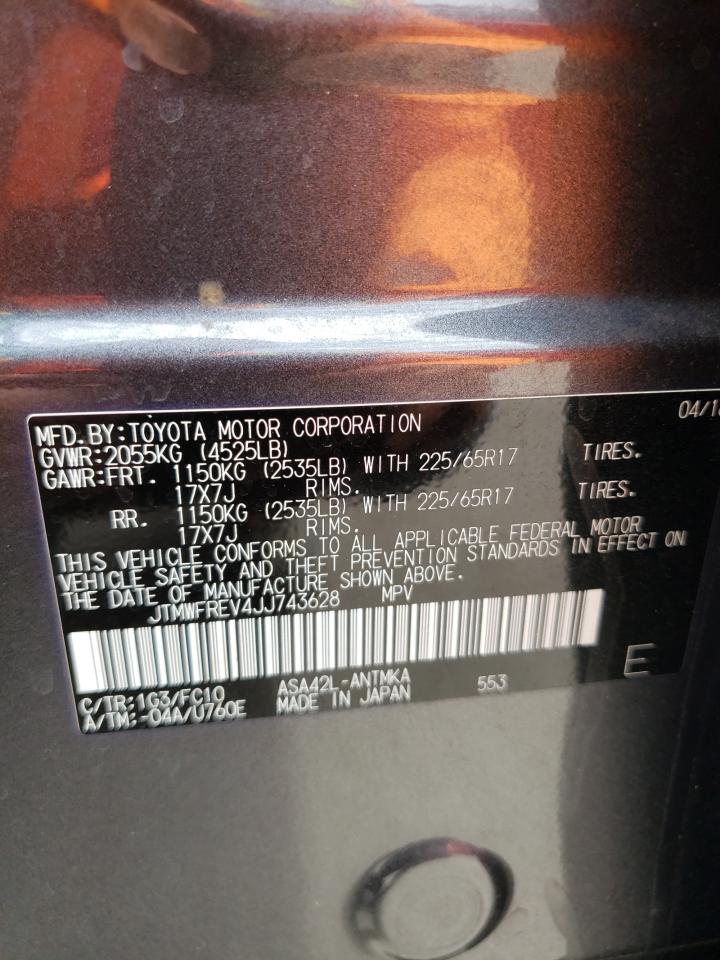 04/18
MFD.BY:TOYOTA MOTOR CORPORATION
GVWR:2055KG (4525LB)
GAWR:FRT. 1150KG (2535LB) WITH 225/65R17 TIRES.
17X7J RIMS.
RR. 1150KG (2535LB) WITH 225/65R17 TIRES.
17X7J RIMS.
THIS VEHICLE CONFORMS TO ALL APPLICABLE FEDERAL MOTOR
VEHICLE SAFETY AND THEFT PREVENTION STANDARDS IN EFFECT ON
THE DATE OF MANUFACTURE SHOWN ABOVE.
JTMWFREV4JJ743628 MPV
E
C/TR:1G3/FC10 ASA42L-ANTMKA 553
A/TM:-04A/U760E MADE IN JAPAN